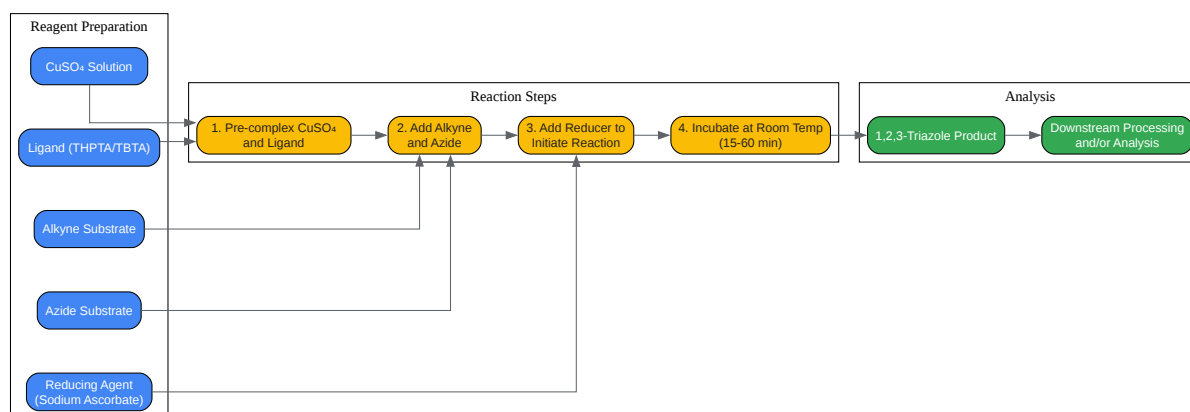 Reagent Preparation
CuSO₄ Solution
Ligand (THPTA/TBTA)
Alkyne Substrate
Azide Substrate
Reducing Agent
(Sodium Ascorbate)
Reaction Steps
1. Pre-complex CuSO₄
and Ligand
2. Add Alkyne
and Azide
3. Add Reducer to
Initiate Reaction
4. Incubate at Room Temp
(15-60 min)
Analysis
1,2,3-Triazole Product
Downstream Processing
and/or Analysis